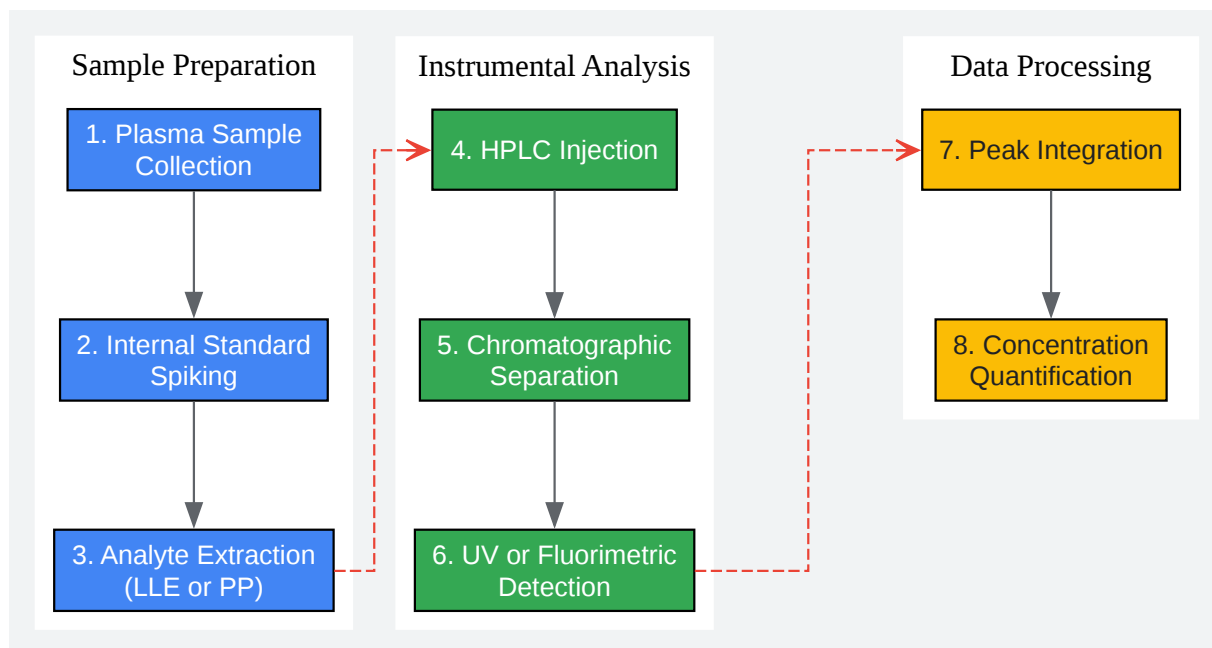 Sample Preparation
1. Plasma Sample
Collection
2. Internal Standard
Spiking
3. Analyte Extraction
(LLE or PP)
Instrumental Analysis
4. HPLC Injection
5. Chromatographic
Separation
6. UV or Fluorimetric
Detection
Data Processing
7. Peak Integration
8. Concentration
Quantification